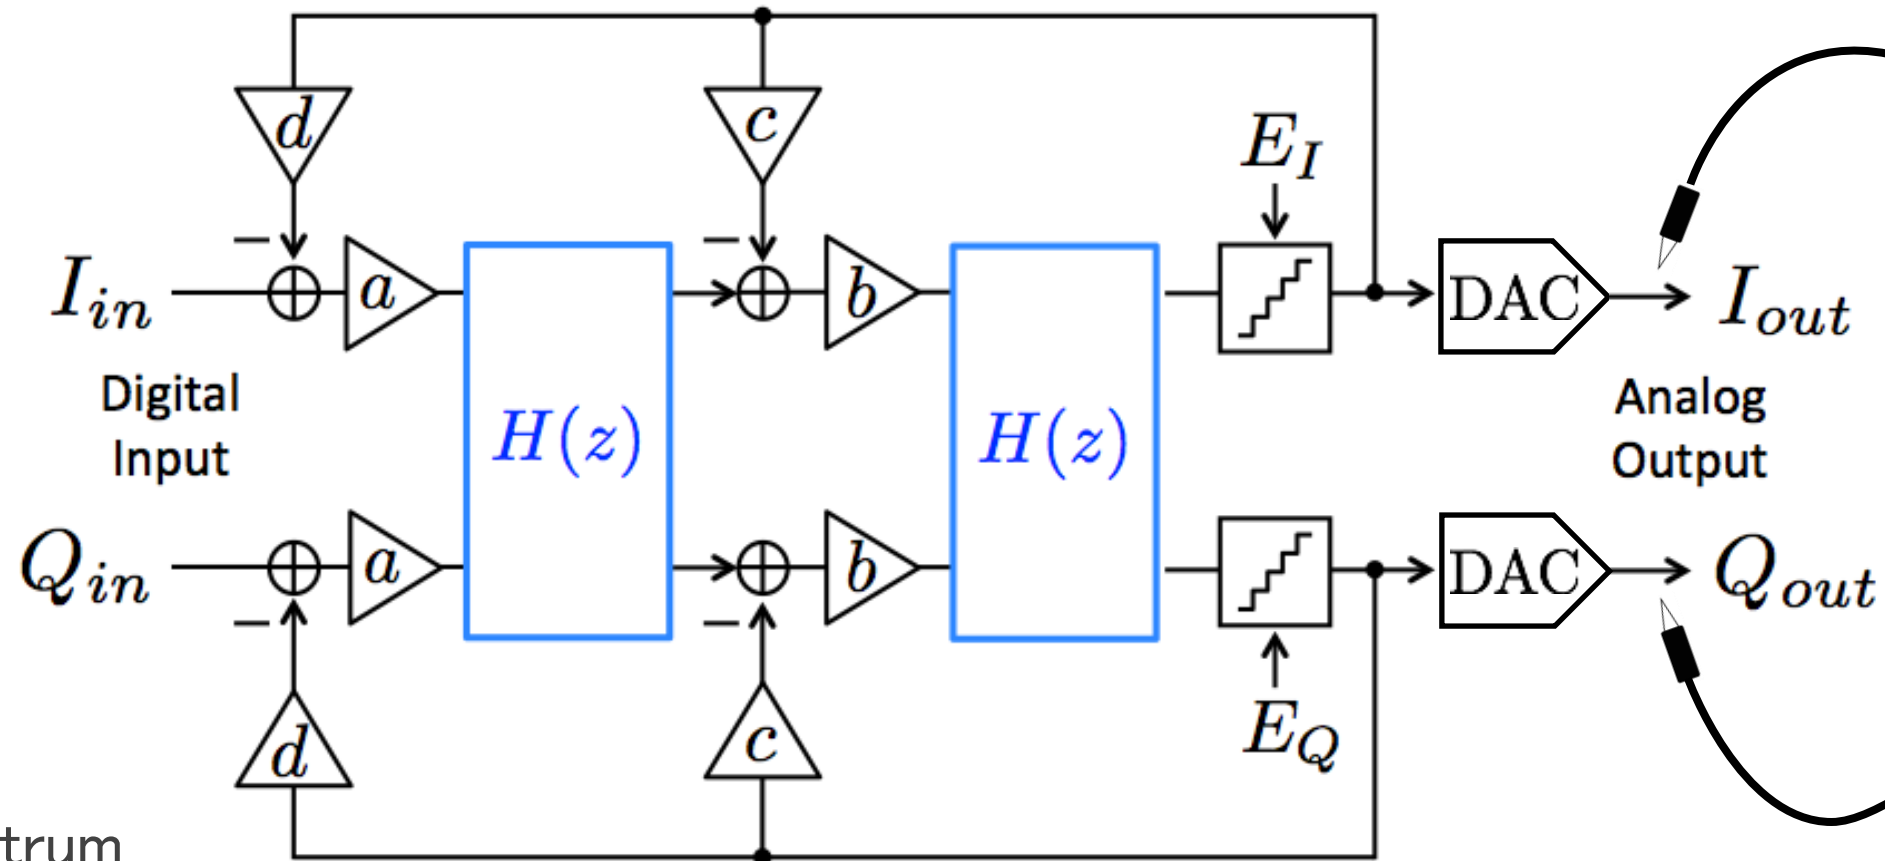 d
c
E_I
I_in
a
b
DAC
I_out
Digital
Input
H(z)
H(z)
Analog
Output
Q_in
a
b
DAC
Q_out
E_Q
d
c
trum